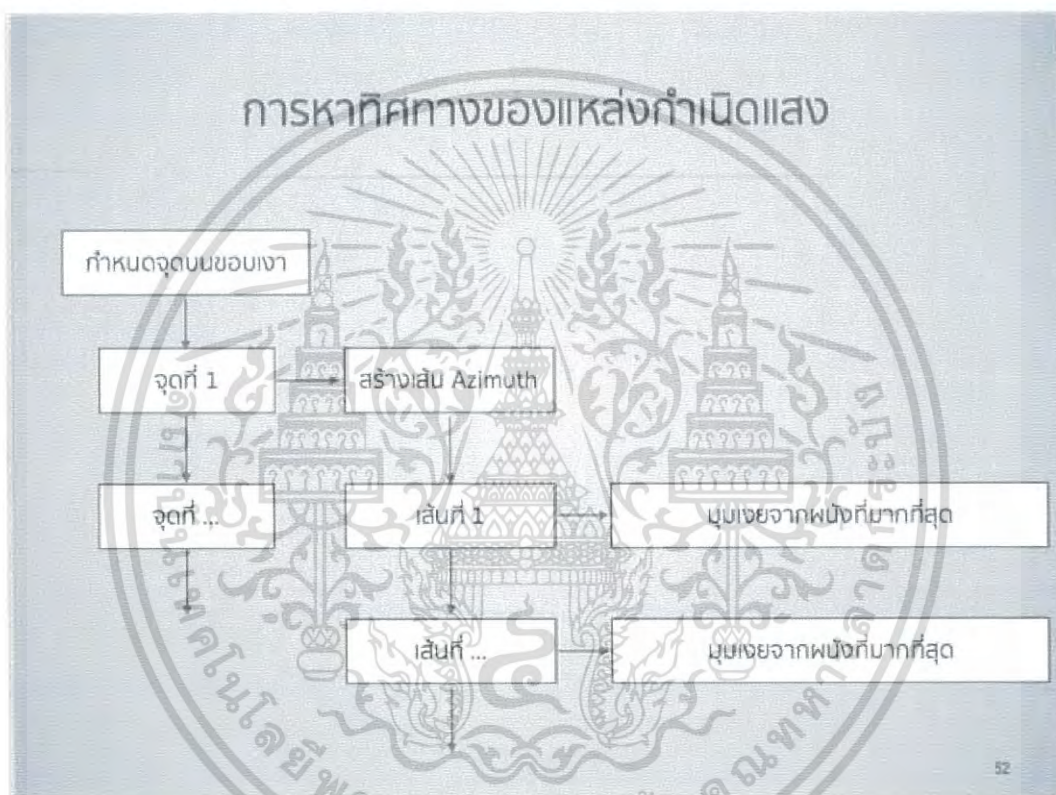 การหาทิศทางของแหล่งกำเนิดแสง
กำหนดจุดบนขอบเงา
จุดที่ 1
สร้างเส้น Azimuth
จุดที่ ...
เส้นที่ 1
มุมเงยจากผนังที่มากที่สุด
เส้นที่ ...
มุมเงยจากผนังที่มากที่สุด
52